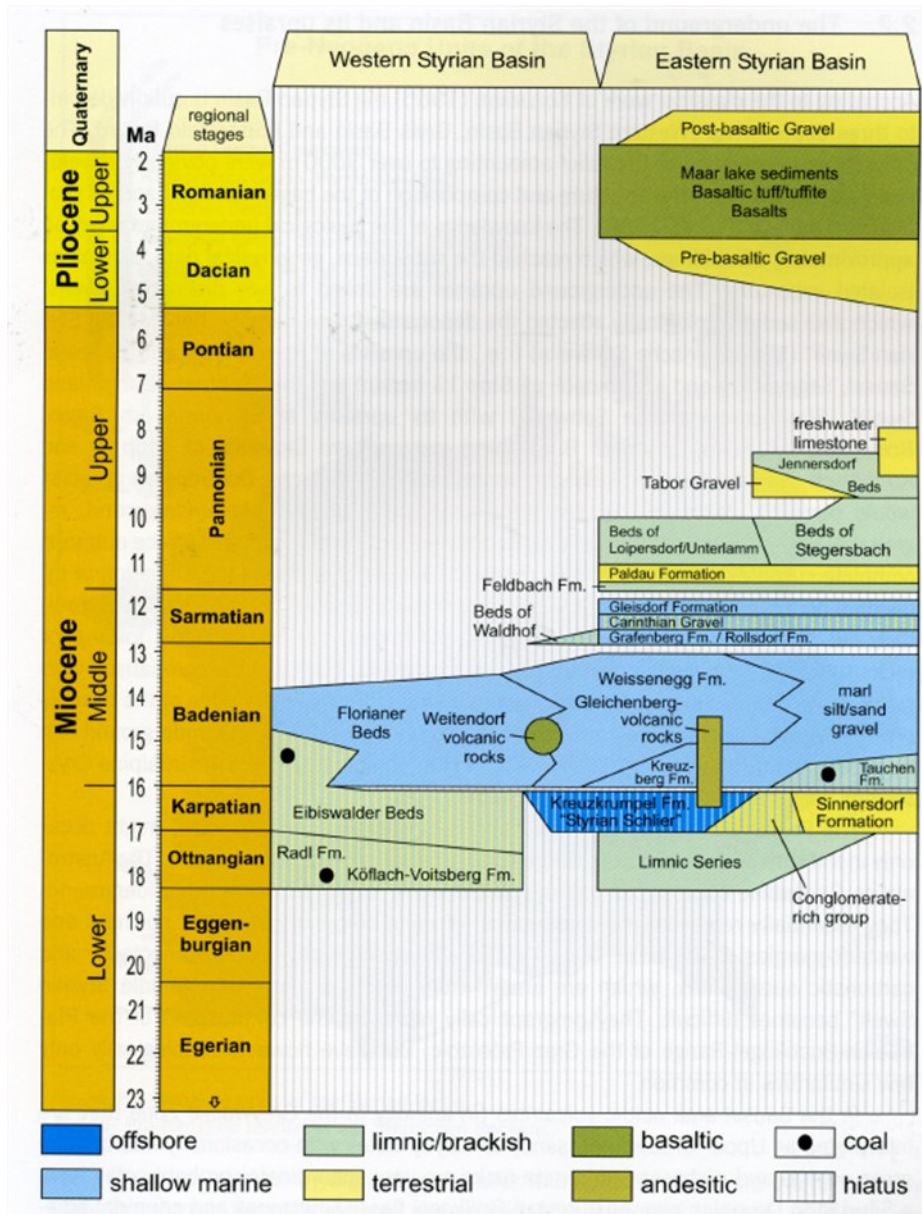 Western Styrian Basin
Eastern Styrian Basin
Quaternary
Ma
regional
stages
Pliocene
Upper
Lower
Miocene
Upper
Middle
Lower
2
3
4
5
6
7
8
9
10
11
12
13
14
15
16
17
18
19
20
21
22
23
Romanian
Dacian
Pontian
Pannonian
Sarmatian
Badenian
Karpatian
Ottnangian
Eggen-
burgian
Egerian
Post-basaltic Gravel
Maar lake sediments
Basaltic tuff/tuffite
Basalts
Pre-basaltic Gravel
freshwater
limestone
Jennersdorf
Beds
Tabor Gravel
Beds of
Loipersdorf/Unterlamm
Beds of
Stegersbach
Paldau Formation
Feldbach Fm.
Gleisdorf Formation
Carinthian Gravel
Grafenberg Fm. / Rollsdorf Fm.
Beds of
Waldhof
Weissenegg Fm.
Florianer
Beds
Weitendorf
volcanic
rocks
Gleichenberg-
volcanic
rocks
marl
silt/sand
gravel
Kreuz-
berg Fm.
Tauchen
Fm.
Eibiswalder Beds
Kreuzkrumpel Fm.
"Styrian Schlier"
Sinnersdorf
Formation
Radl Fm.
Köflach-Voitsberg Fm.
Limnic Series
Conglomerate-
rich group
offshore
limnic/brackish
basaltic
coal
shallow marine
terrestrial
andesitic
hiatus